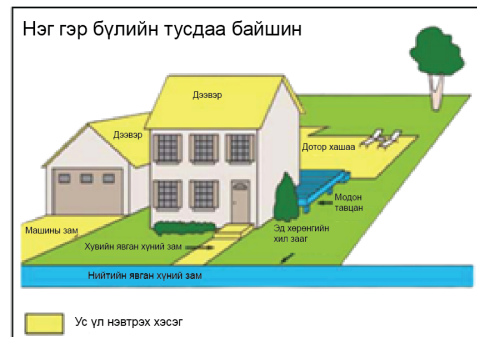 Нэг гэр бүлийн тусдаа байшин
Дээвэр
Дээвэр
Дотор хашаа
Модон
тавцан
Эд хөрөнгийн
хил зааг
Машины зам
Хувийн явган хүний зам
Нийтийн явган хүний зам
Ус үл нэвтрэх хэсэг